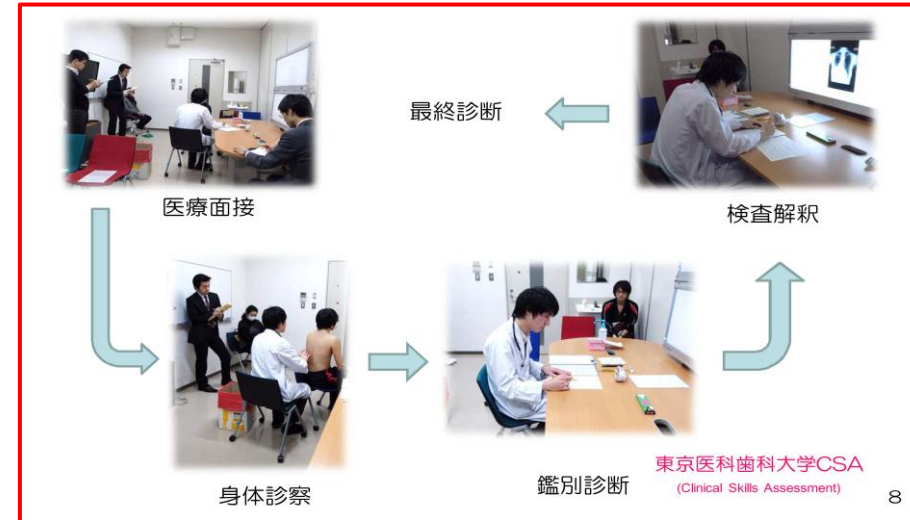 最終診断
医療面接
検査解釈
身体診察
鑑別診断
東京医科歯科大学CSA
(Clinical Skills Assessment)
8